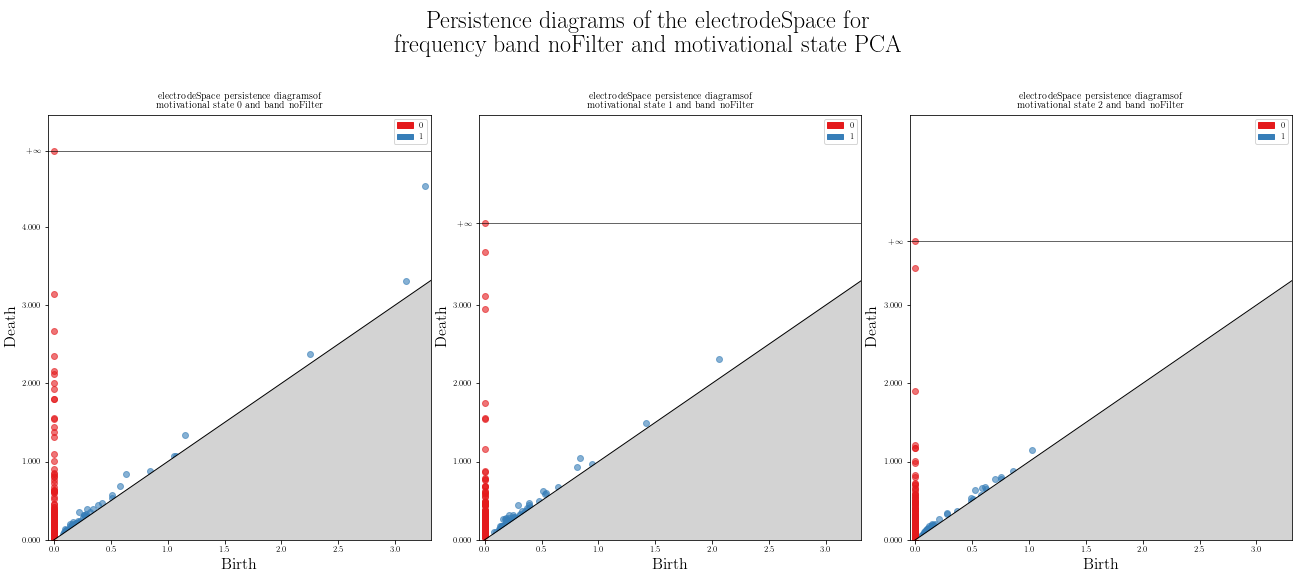 Persistence diagrams of the electrodeSpace for
frequency band noFilter and motivational state PCA
electrodeSpace persistence diagramsof
motivational state 0 and band noFilter
0
1
+∞
4.000
3.000
2.000
1.000
0.000
Death
0.0 0.5 1.0 1.5 2.0 2.5 3.0
Birth
electrodeSpace persistence diagramsof
motivational state 1 and band noFilter
0
1
+∞
3.000
2.000
1.000
0.000
Death
0.0 0.5 1.0 1.5 2.0 2.5 3.0
Birth
electrodeSpace persistence diagramsof
motivational state 2 and band noFilter
0
1
+∞
3.000
2.000
1.000
0.000
Death
0.0 0.5 1.0 1.5 2.0 2.5 3.0
Birth